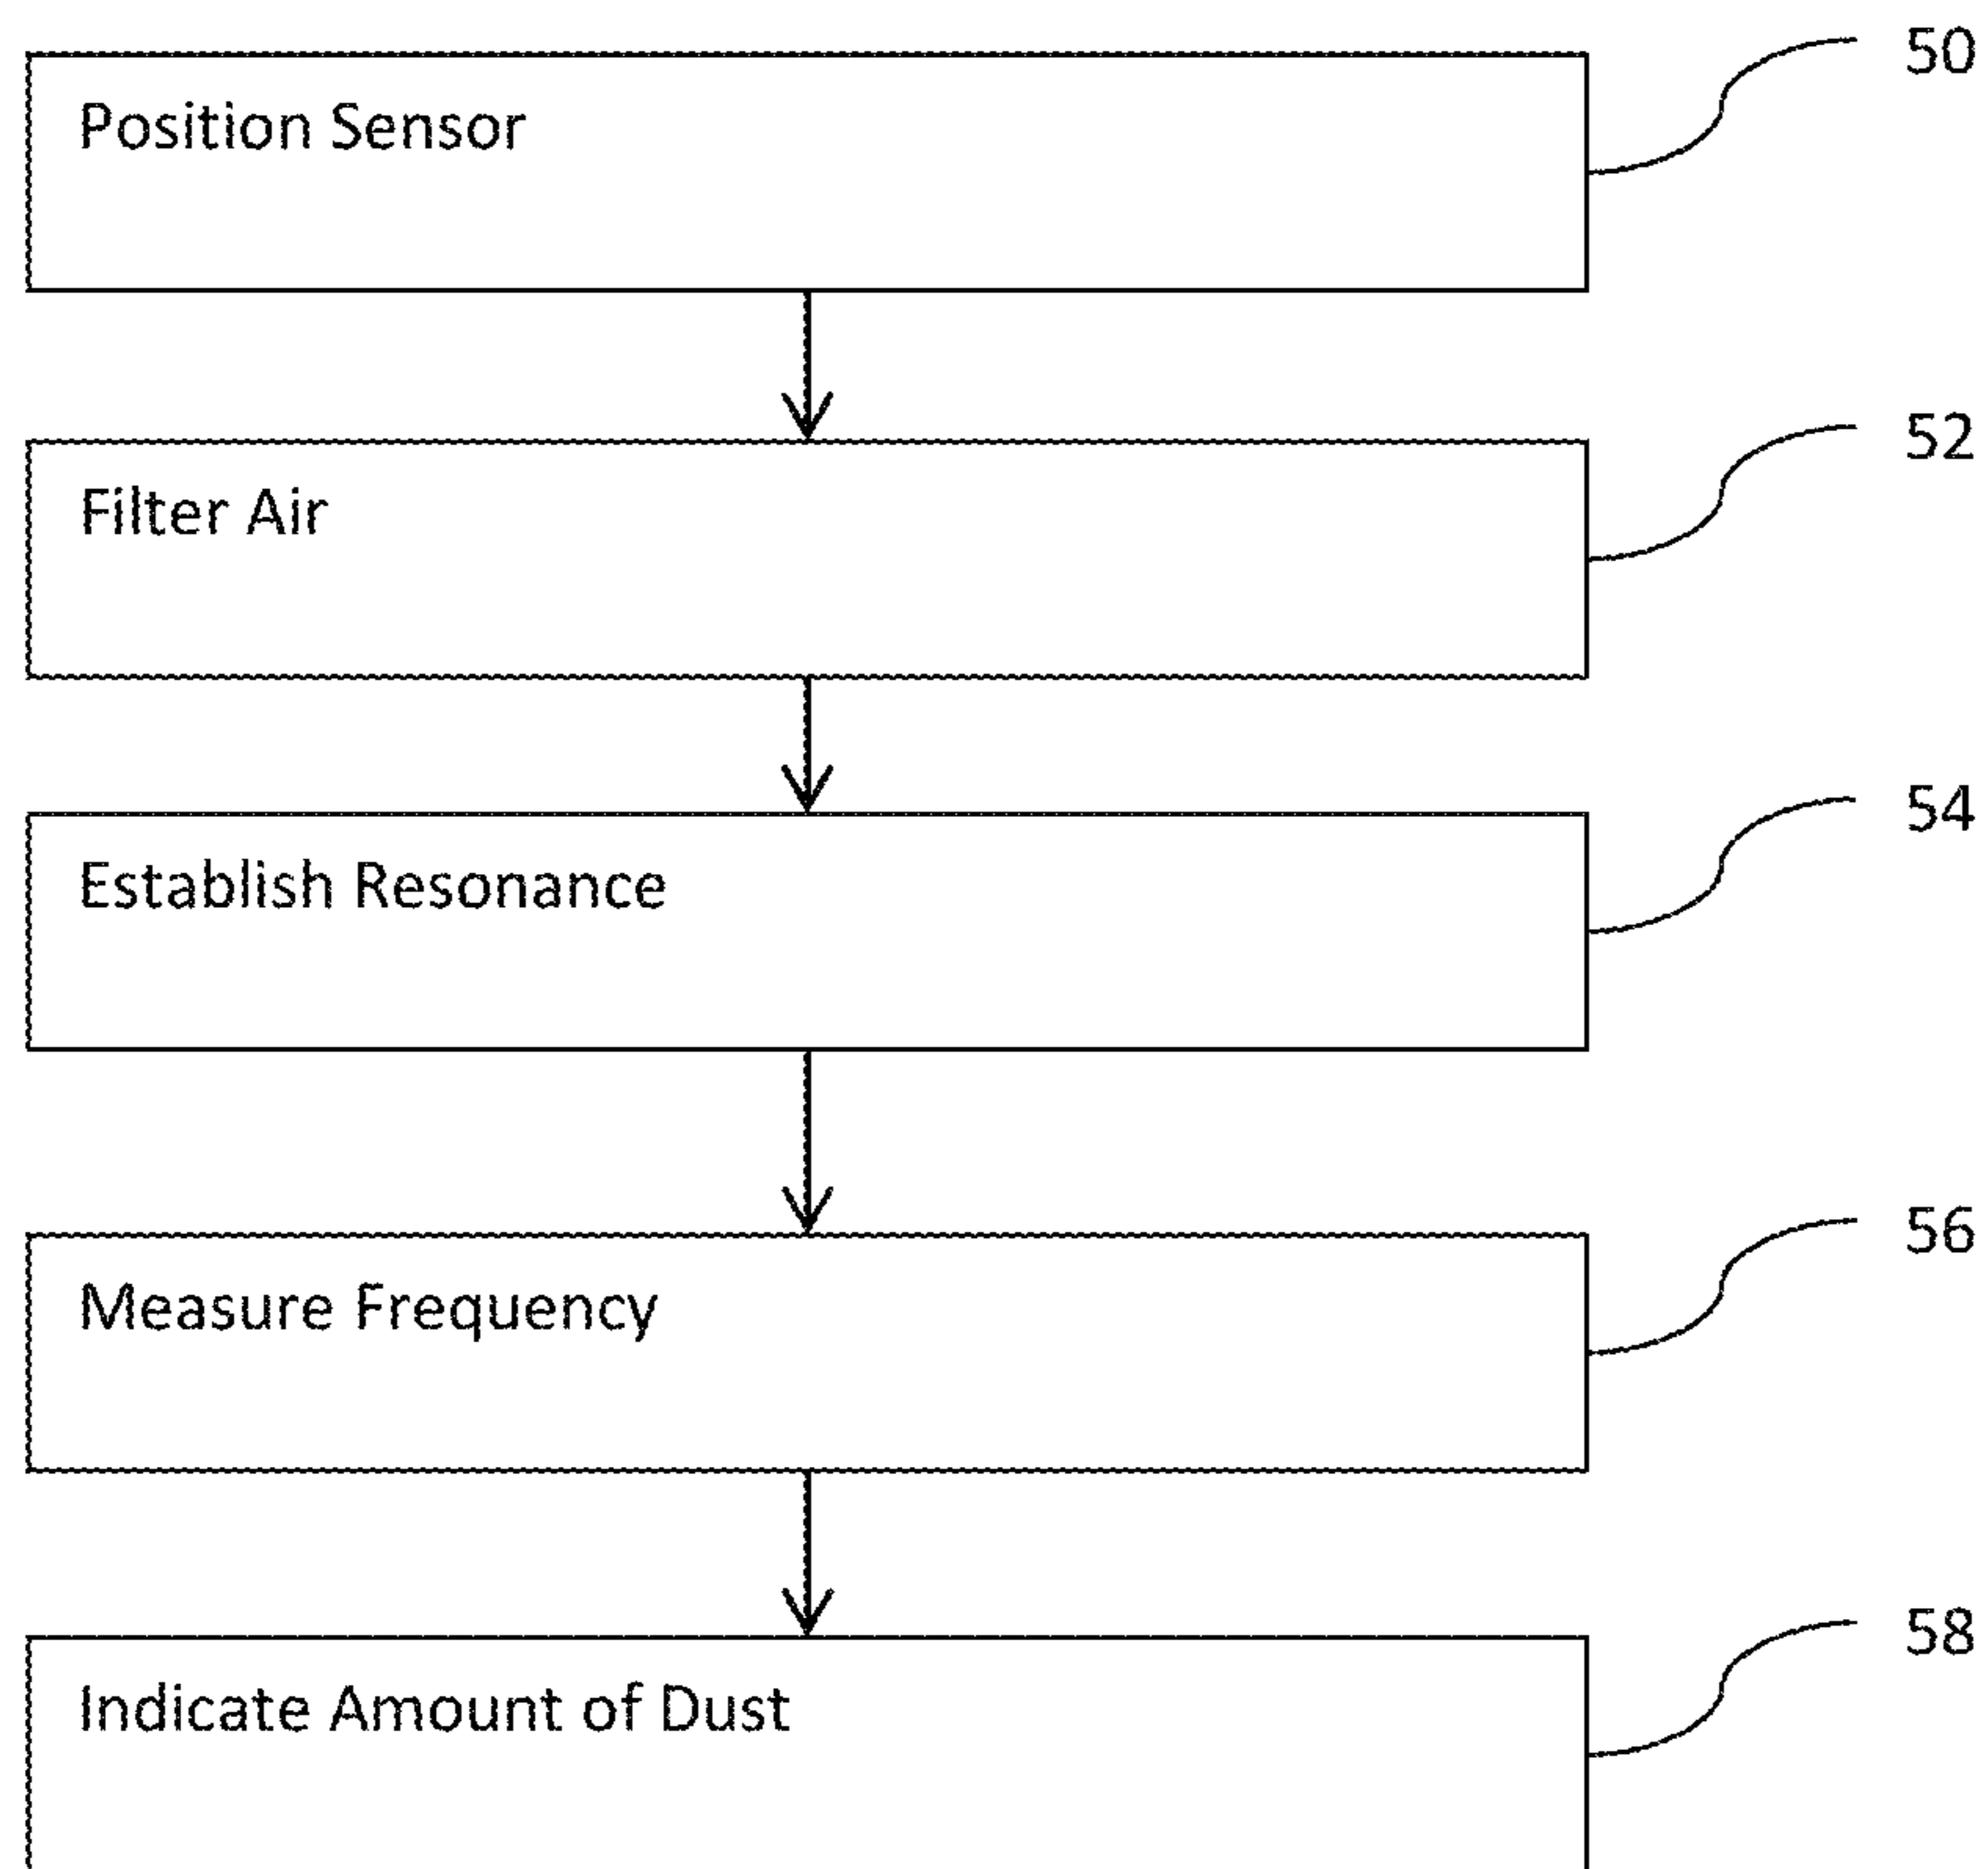 50
Position Sensor
52
Filter Air
54
Establish Resonance
56
Measure Frequency
58
Indicate Amount of Dust